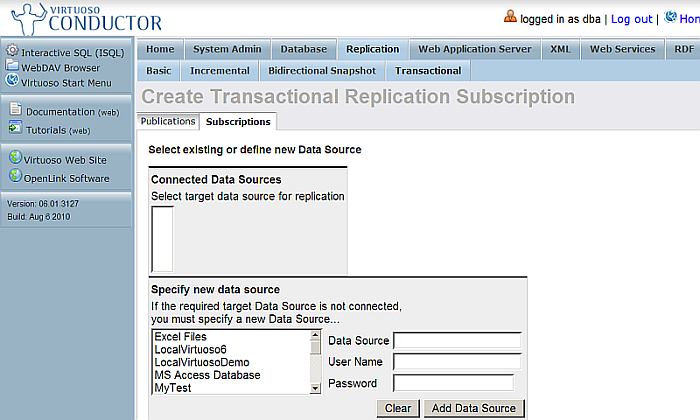 VIRTUOSO
CONDUCTOR
logged in as dba | Log out |
Interactive SQL (ISQL)
WebDAV Browser
Virtuoso Start Menu
Documentation (web)
Tutorials (web)
Virtuoso Web Site
OpenLink Software
Version: 06.01.3127
Build: Aug 6 2010
Home System Admin Database Replication Web Application Server XML Web Services RDF
Basic Incremental Bidirectional Snapshot Transactional
Create Transactional Replication Subscription
Publications Subscriptions
Select existing or define new Data Source
Connected Data Sources
Select target data source for replication
Specify new data source
If the required target Data Source is not connected,
you must specify a new Data Source...
Excel Files
LocalVirtuoso6
LocalVirtuosoDemo
MS Access Database
MyTest
Data Source
User Name
Password
Clear Add Data Source